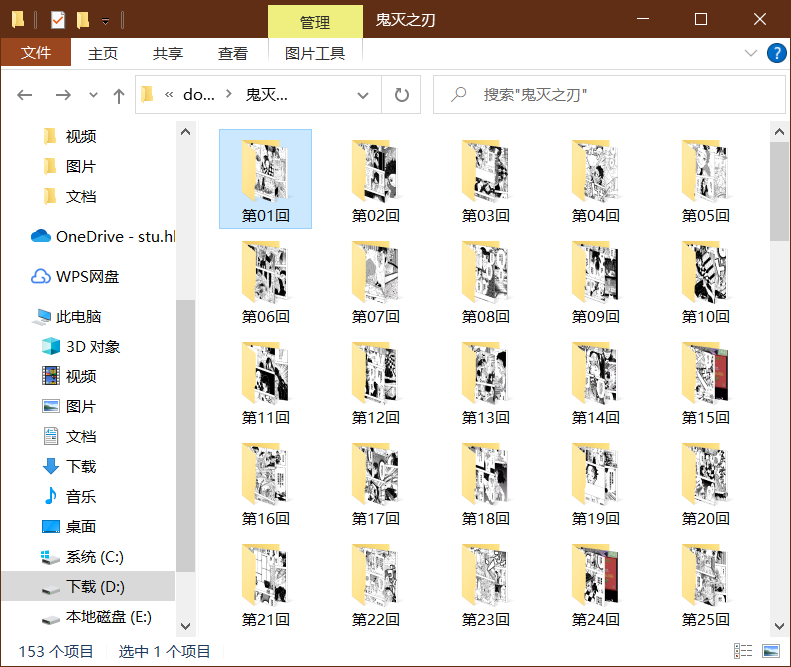 管理
鬼灭之刃
文件
主页
共享
查看
图片工具
« do... 鬼灭...
搜索"鬼灭之刃"
视频
图片
文档
OneDrive - stu.hl
WPS网盘
此电脑
3D 对象
视频
图片
文档
下载
音乐
桌面
系统 (C:)
下载 (D:)
本地磁盘 (E:)
第01回
第02回
第03回
第04回
第05回
第06回
第07回
第08回
第09回
第10回
第11回
第12回
第13回
第14回
第15回
第16回
第17回
第18回
第19回
第20回
第21回
第22回
第23回
第24回
第25回
153 个项目
选中 1 个项目